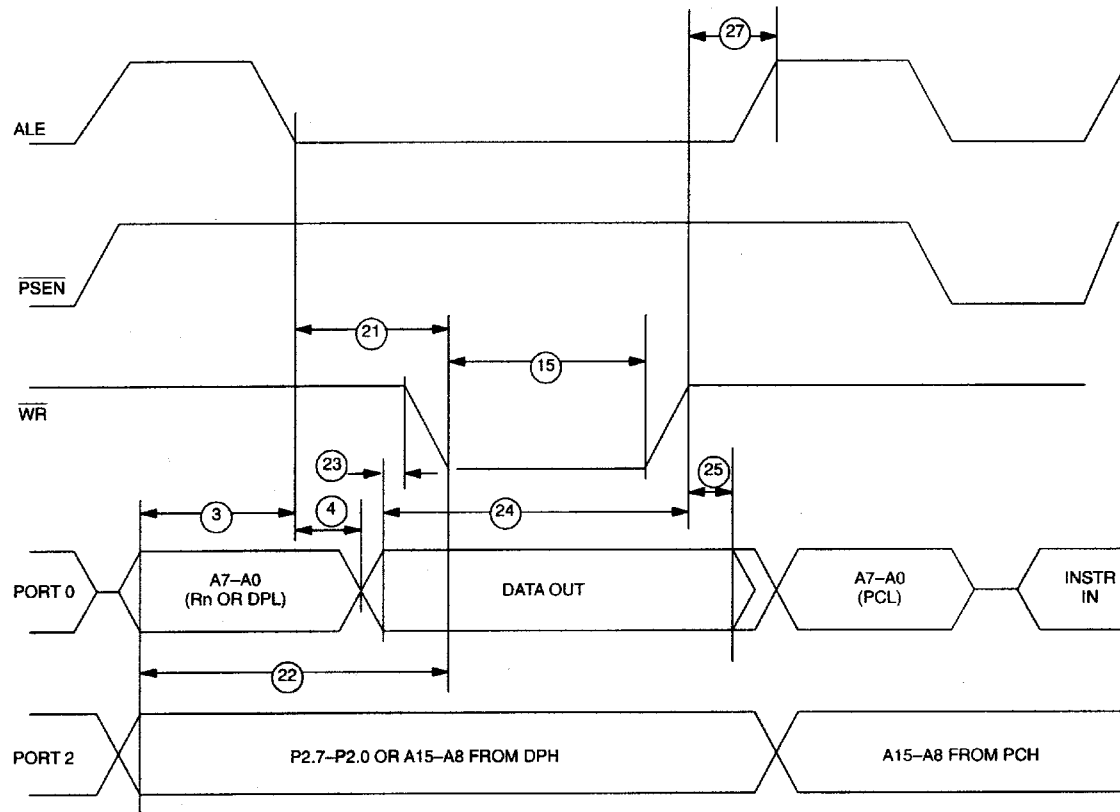 27
ALE
PSEN
21
15
WR
23
25
3
4
24
PORT 0
A7–A0
(Rn OR DPL)
DATA OUT
A7–A0
(PCL)
INSTR
IN
22
PORT 2
P2.7–P2.0 OR A15–A8 FROM DPH
A15–A8 FROM PCH